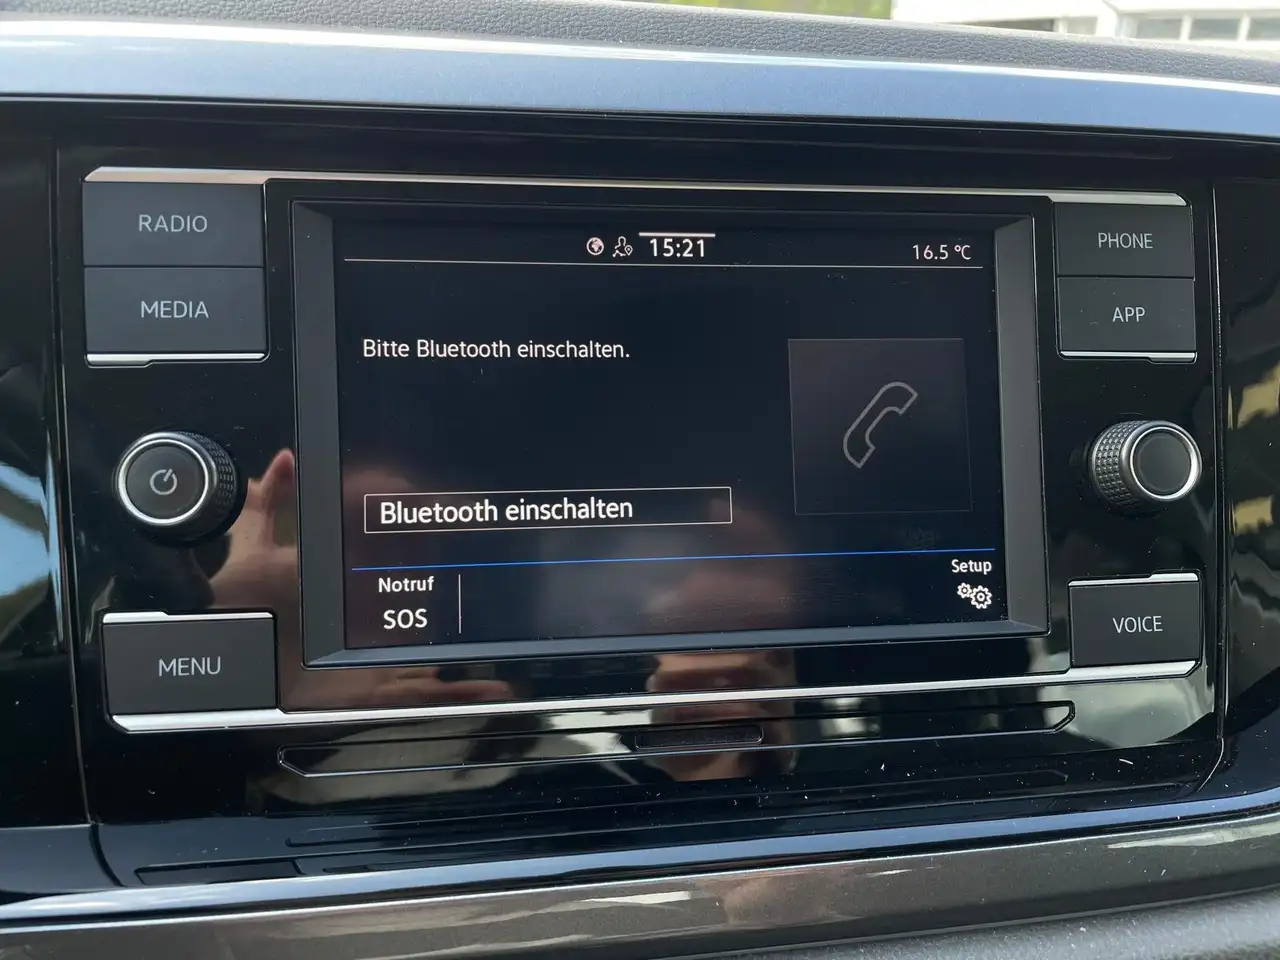 RADIO
MEDIA
MENU
15:21
16.5 °C
Bitte Bluetooth einschalten.
Bluetooth einschalten
Notruf
SOS
Setup
PHONE
APP
VOICE